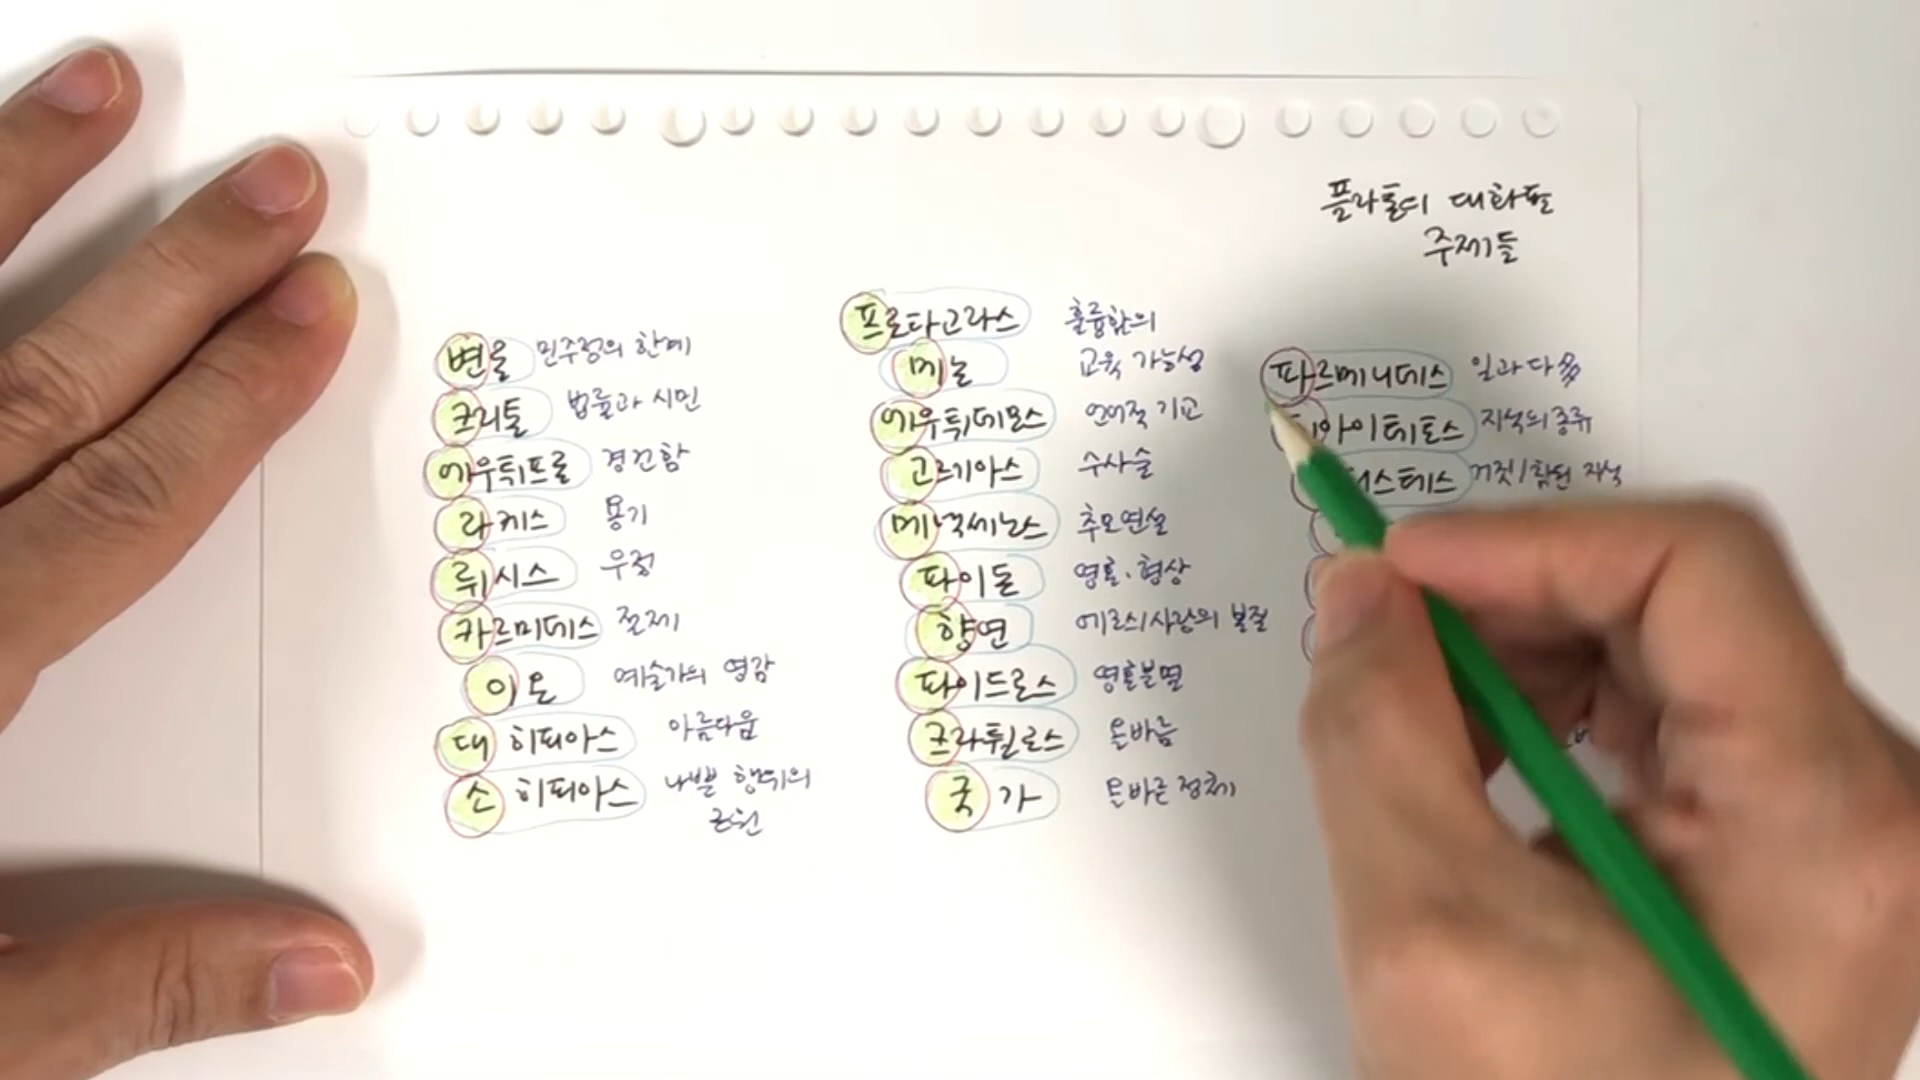 플라톤의 대화편
주제들
변론 민주정의 한계
크리톤 법률과 시민
에우튀프론 경건함
라케스 용기
뤼시스 우정
카르미데스 절제
이온 예술가의 영감
대 히피아스 아름다움
소 히피아스 나쁜 행위의
근원
프로타고라스 훌륭함의
메논 교육 가능성
에우튀데모스 언어적 기교
고르기아스 수사술
메넥세노스 추모연설
파이돈 영혼·형상
향연 에로스/사랑의 본질
파이드로스 영혼불멸
크라튈로스 올바름
국가 올바른 정체
파르메니데스 일과 다多
아이테토스 지식의 종류
스테스 거짓/참된 지식